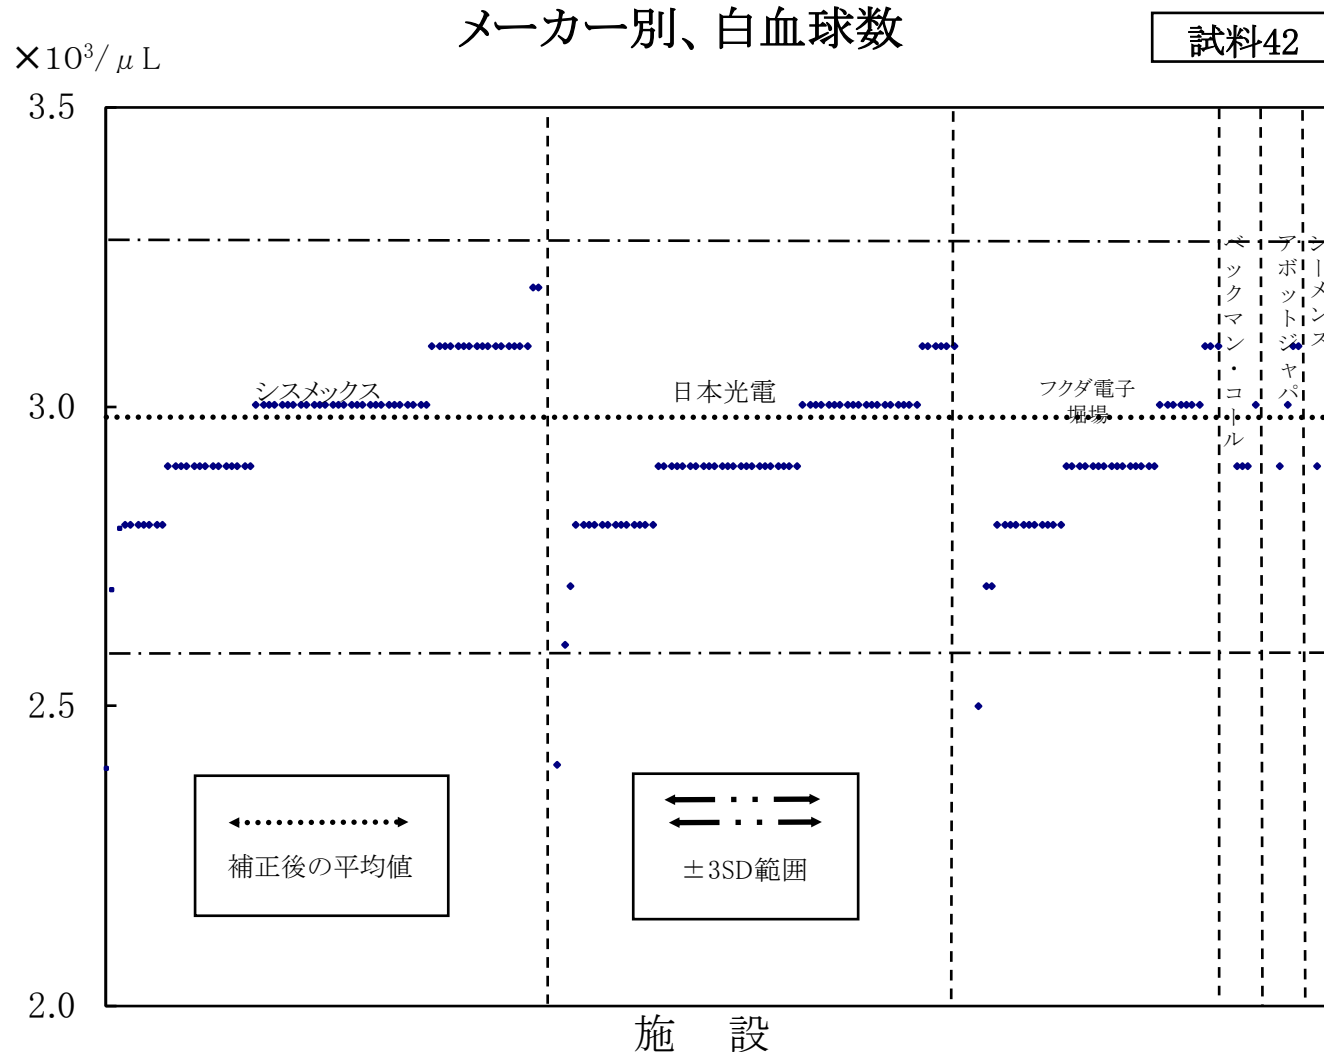 メーカー別、白血球数
試料42
×10³/μL
3.5
3.0
2.5
2.0
シスメックス
日本光電
フクダ電子
堀場
ベックマン・コールル
アボットジャパ
シーメンス
補正後の平均値
±3SD範囲
施 設